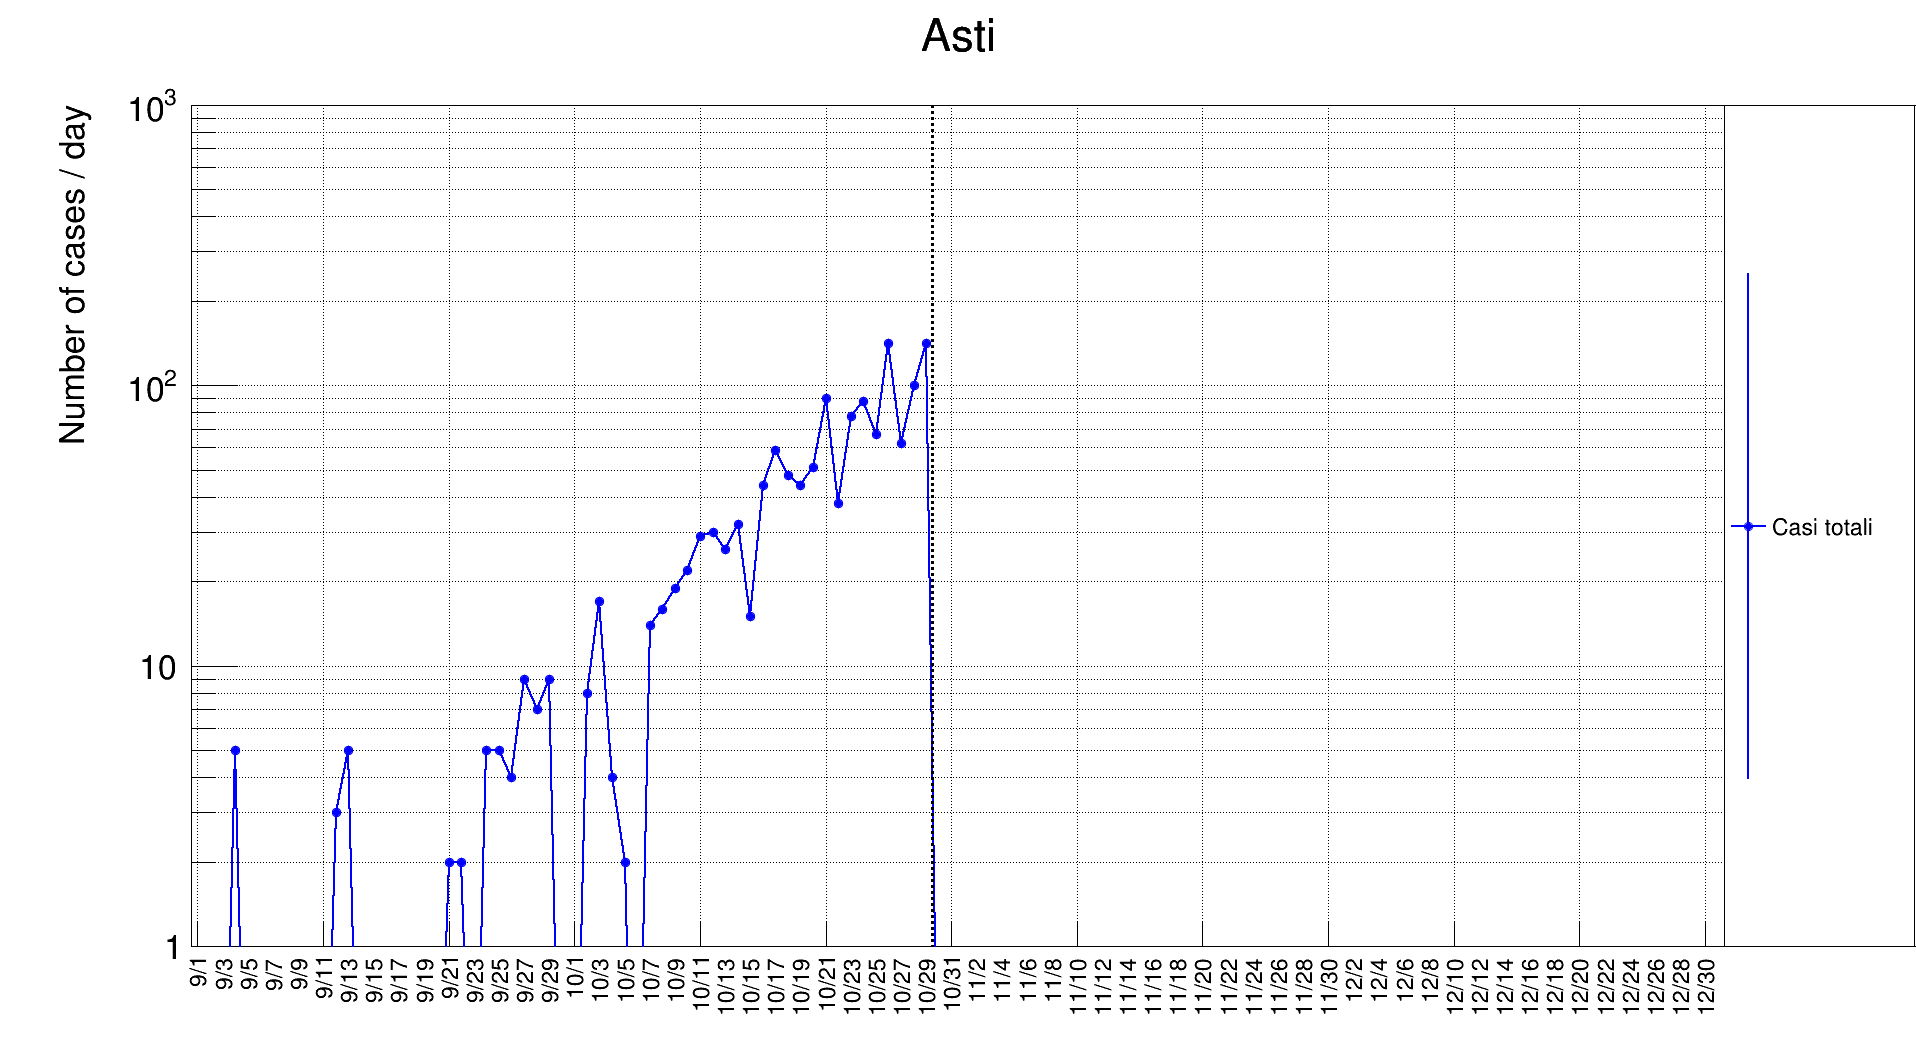 Asti
Number of cases / day
10³
10²
10
1
9/1 9/3 9/5 9/7 9/9 9/11 9/13 9/15 9/17 9/19 9/21 9/23 9/25 9/27 9/29 10/1 10/3 10/5 10/7 10/9 10/11 10/13 10/15 10/17 10/19 10/21 10/23 10/25 10/27 10/29 10/31 11/2 11/4 11/6 11/8 11/10 11/12 11/14 11/16 11/18 11/20 11/22 11/24 11/26 11/28 11/30 12/2 12/4 12/6 12/8 12/10 12/12 12/14 12/16 12/18 12/20 12/22 12/24 12/26 12/28 12/30
Casi totali